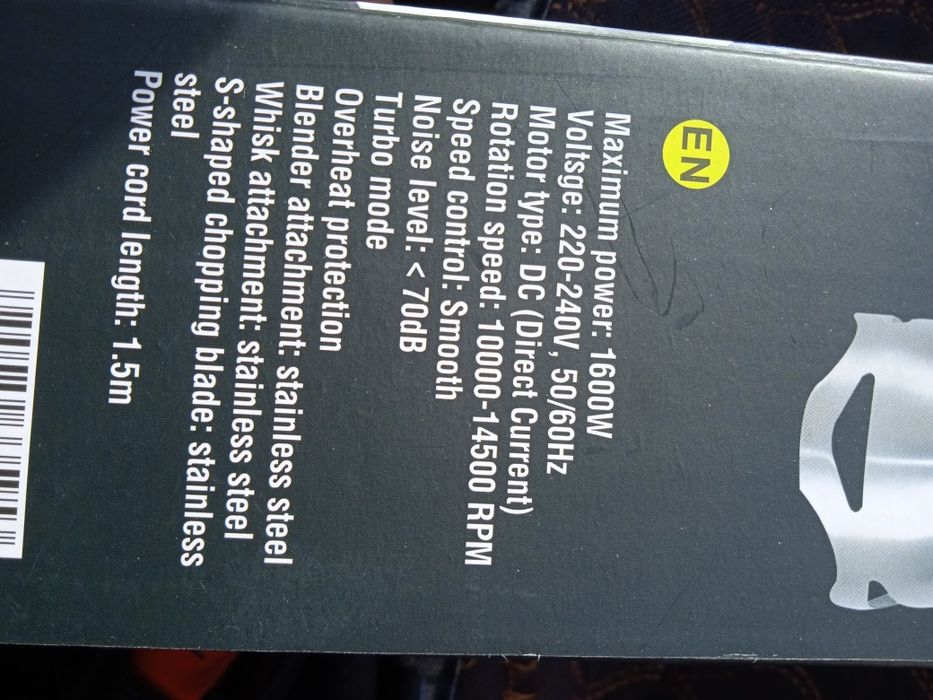 EN
Maximum power: 1600W
Voltsge: 220-240V, 50/60Hz
Motor type: DC (Direct Current)
Rotation speed: 10000-14500 RPM
Speed control: Smooth
Noise level: < 70dB
Turbo mode
Overheat protection
Blender attachment: stainless steel
Whisk attachment: stainless steel
S-shaped chopping blade: stainless
steel
Power cord length: 1.5m